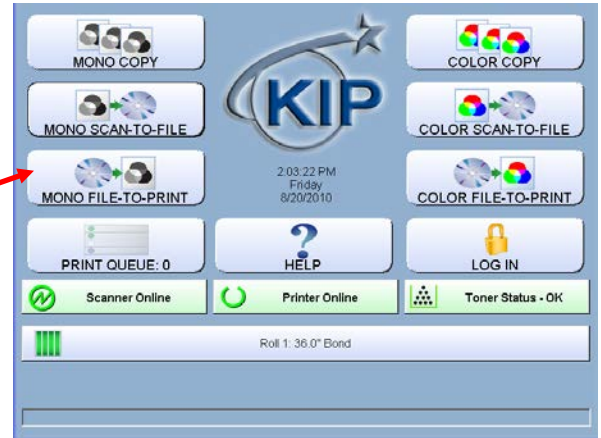 MONO COPY
COLOR COPY
KIP
MONO SCAN-TO-FILE
COLOR SCAN-TO-FILE
2:03:22 PM
Friday
8/20/2010
MONO FILE-TO-PRINT
COLOR FILE-TO-PRINT
PRINT QUEUE: 0
HELP
LOG IN
Scanner Online
Printer Online
Toner Status - OK
Roll 1: 36.0" Bond